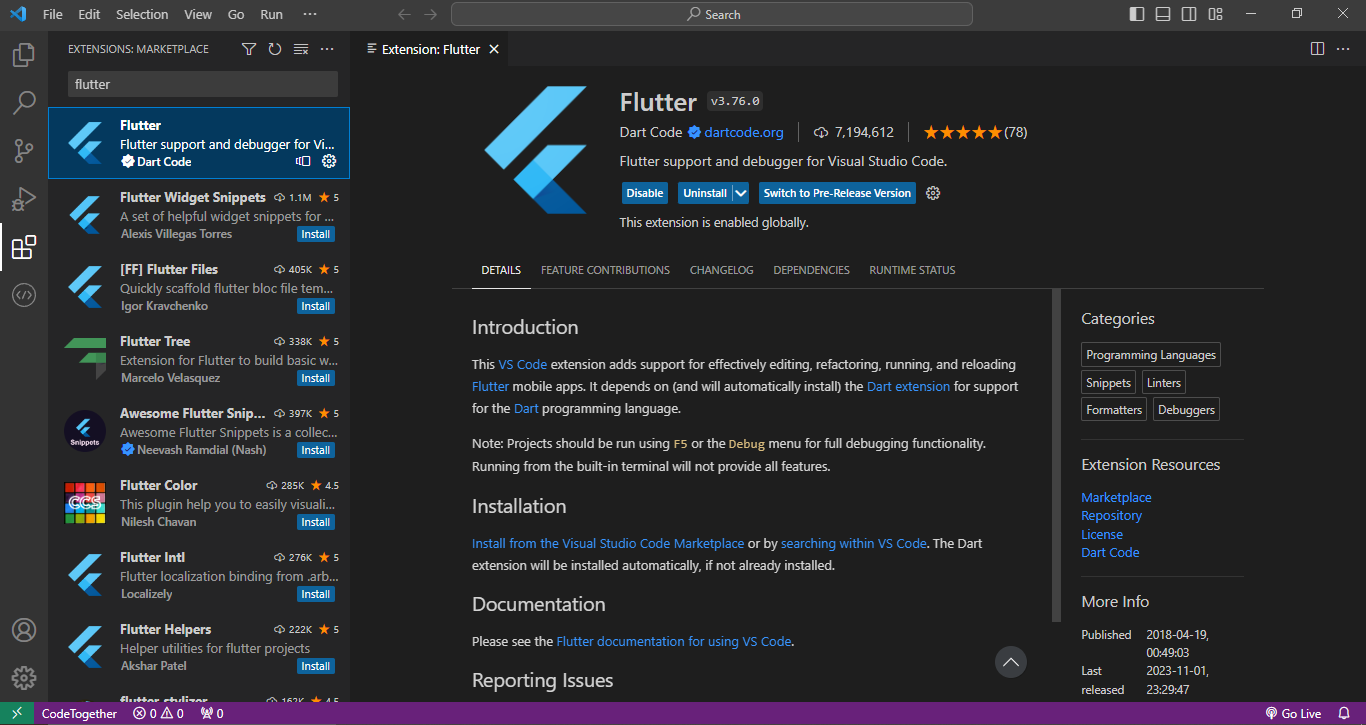 File Edit Selection View Go Run ···
Search
EXTENSIONS: MARKETPLACE
flutter
Flutter
Flutter support and debugger for Vi...
Dart Code
Flutter Widget Snippets 1.1M ★ 5
A set of helpful widget snippets for ...
Alexis Villegas Torres Install
[FF] Flutter Files 405K ★ 5
Quickly scaffold flutter bloc file tem...
Igor Kravchenko Install
Flutter Tree 338K ★ 5
Extension for Flutter to build basic w...
Marcelo Velasquez Install
Snippets
Awesome Flutter Snip... 397K ★ 5
Awesome Flutter Snippets is a collec...
Neevash Ramdial (Nash) Install
CCS
Flutter Color 285K ★ 4.5
This plugin help you to easily visuali...
Nilesh Chavan Install
Flutter Intl 276K ★ 5
Flutter localization binding from .arb...
Localizely Install
Flutter Helpers 222K ★ 5
Helper utilities for flutter projects
Akshar Patel Install
flutter-stylizer 162K ★ 4.5
Extension: Flutter
Flutter v3.76.0
Dart Code dartcode.org 7,194,612 ★★★★★(78)
Flutter support and debugger for Visual Studio Code.
Disable Uninstall Switch to Pre-Release Version
This extension is enabled globally.
DETAILS FEATURE CONTRIBUTIONS CHANGELOG DEPENDENCIES RUNTIME STATUS
Introduction
This VS Code extension adds support for effectively editing, refactoring, running, and reloading
Flutter mobile apps. It depends on (and will automatically install) the Dart extension for support
for the Dart programming language.
Note: Projects should be run using F5 or the Debug menu for full debugging functionality.
Running from the built-in terminal will not provide all features.
Installation
Install from the Visual Studio Code Marketplace or by searching within VS Code. The Dart
extension will be installed automatically, if not already installed.
Documentation
Please see the Flutter documentation for using VS Code.
Reporting Issues
Categories
Programming Languages
Snippets Linters
Formatters Debuggers
Extension Resources
Marketplace
Repository
License
Dart Code
More Info
Published 2018-04-19,
00:49:03
Last 2023-11-01,
released 23:29:47
CodeTogether 0 0 0 Go Live